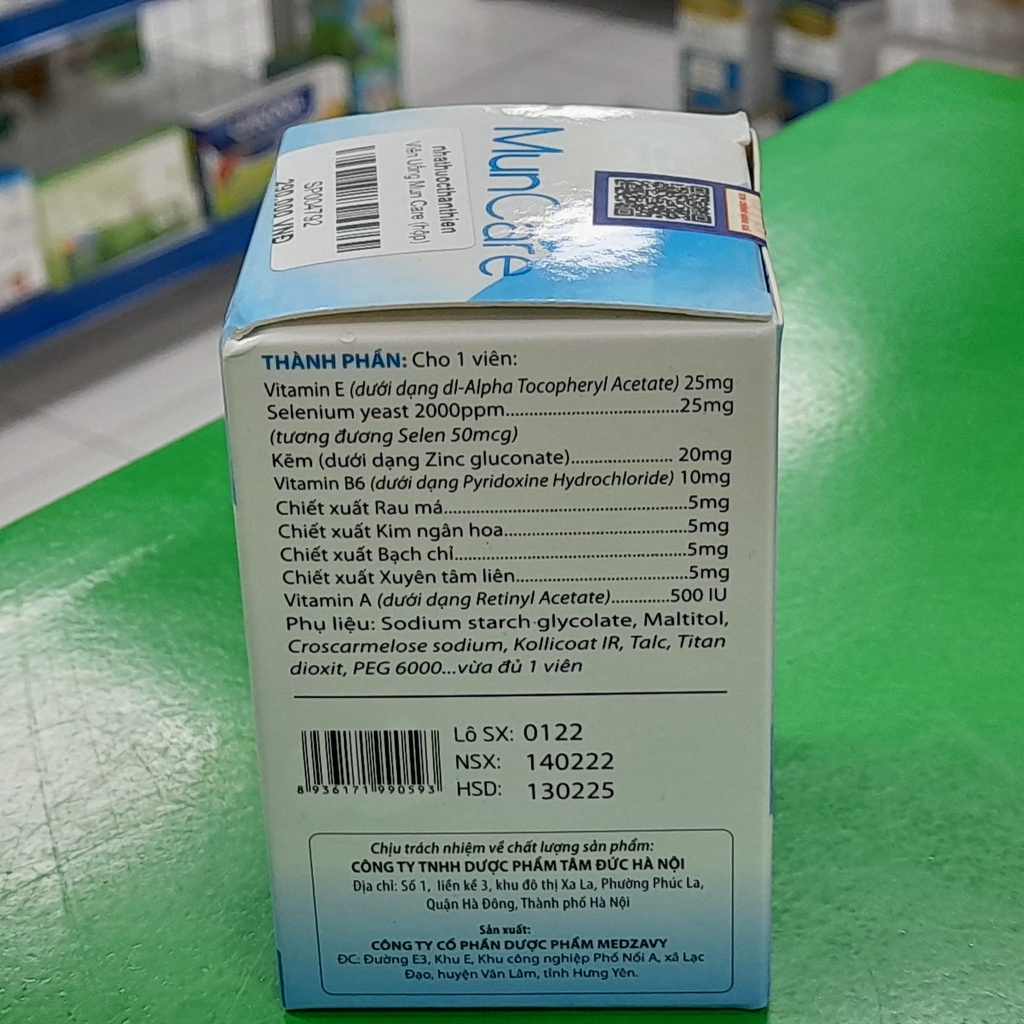 MunCare
nhathuocthanthien
Viên Uống Mun Care (hộp)
SP004192
290,000 VNĐ
THÀNH PHẦN: Cho 1 viên:
Vitamin E (dưới dạng dl-Alpha Tocopheryl Acetate) 25mg
Selenium yeast 2000ppm..........................................25mg
(tương đương Selen 50mcg)
Kẽm (dưới dạng Zinc gluconate)......................... 20mg
Vitamin B6 (dưới dạng Pyridoxine Hydrochloride) 10mg
Chiết xuất Rau má..........................................................5mg
Chiết xuất Kim ngân hoa............................................5mg
Chiết xuất Bạch chỉ.......................................................5mg
Chiết xuất Xuyên tâm liên.........................................5mg
Vitamin A (dưới dạng Retinyl Acetate).............500 IU
Phụ liệu: Sodium starch glycolate, Maltitol,
Croscarmelose sodium, Kollicoat IR, Talc, Titan
dioxit, PEG 6000...vừa đủ 1 viên
Lô SX: 0122
NSX: 140222
HSD: 130225
8 936171 990593
Chịu trách nhiệm về chất lượng sản phẩm:
CÔNG TY TNHH DƯỢC PHẨM TÂM ĐỨC HÀ NỘI
Địa chỉ: Số 1, liền kề 3, khu đô thị Xa La, Phường Phúc La,
Quận Hà Đông, Thành phố Hà Nội
Sản xuất:
CÔNG TY CỔ PHẦN DƯỢC PHẨM MEDZAVY
ĐC: Đường E3, Khu E, Khu công nghiệp Phố Nối A, xã Lạc
Đạo, huyện Văn Lâm, tỉnh Hưng Yên.